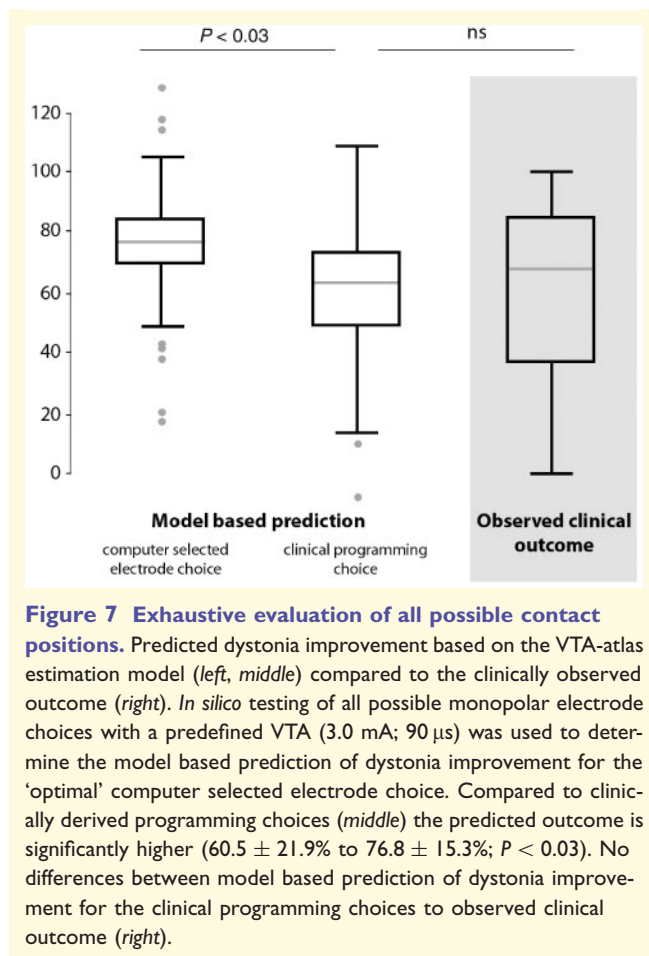 P < 0.03
ns
120
100
80
60
40
20
0
Model based prediction
computer selected
electrode choice
clinical programming
choice
Observed clinical
outcome
Figure 7 Exhaustive evaluation of all possible contact
positions. Predicted dystonia improvement based on the VTA-atlas
estimation model (left, middle) compared to the clinically observed
outcome (right). In silico testing of all possible monopolar electrode
choices with a predefined VTA (3.0 mA; 90 μs) was used to deter-
mine the model based prediction of dystonia improvement for the
‘optimal’ computer selected electrode choice. Compared to clinic-
ally derived programming choices (middle) the predicted outcome is
significantly higher (60.5 ± 21.9% to 76.8 ± 15.3%; P < 0.03). No
differences between model based prediction of dystonia improve-
ment for the clinical programming choices to observed clinical
outcome (right).